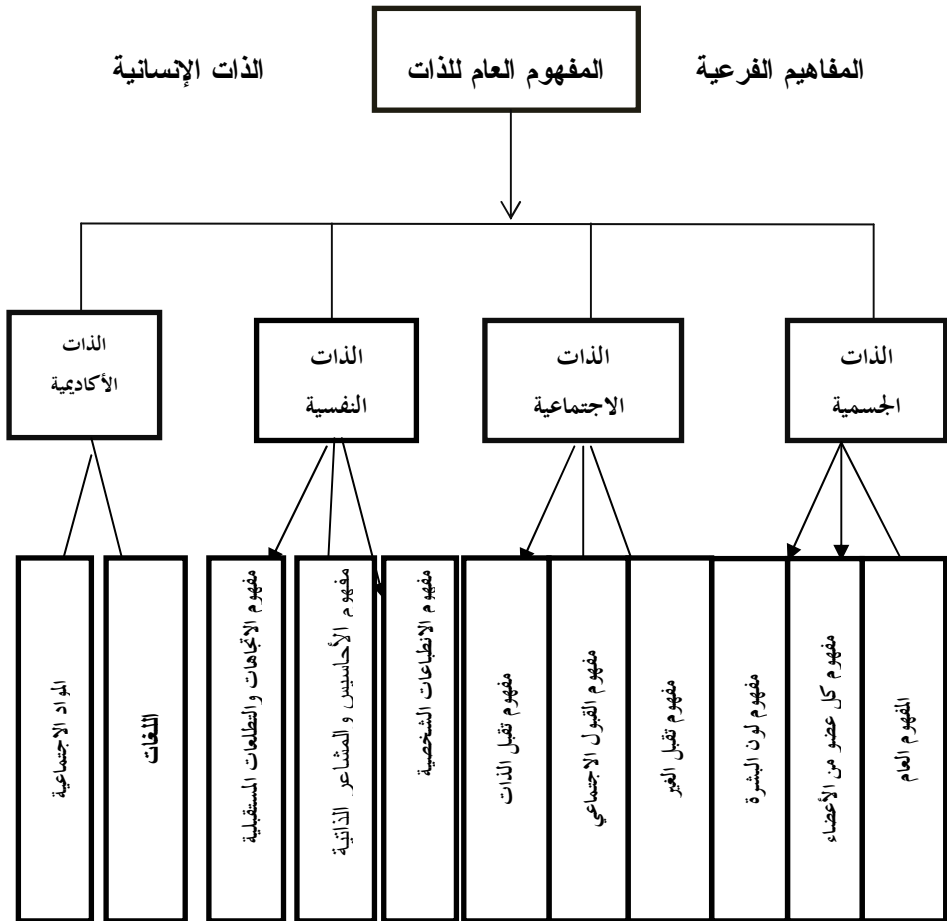 المفاهيم الفرعية
المفهوم العام للذات
الذات الإنسانية
الذات
الجسمية
الذات
الاجتماعية
الذات
النفسية
الذات
الأكاديمية
المفهوم العام
مفهوم كل عضو من الأعضاء
مفهوم لون البشرة
مفهوم تقبل الغير
مفهوم القبول الاجتماعي
مفهوم تقبل الذات
مفهوم الانطباعات الشخصية
مفهوم الأحاسيس والمشاعر الذاتية
مفهوم الاتجاهات والتطلعات المستقبلية
اللغات
المواد الاجتماعية